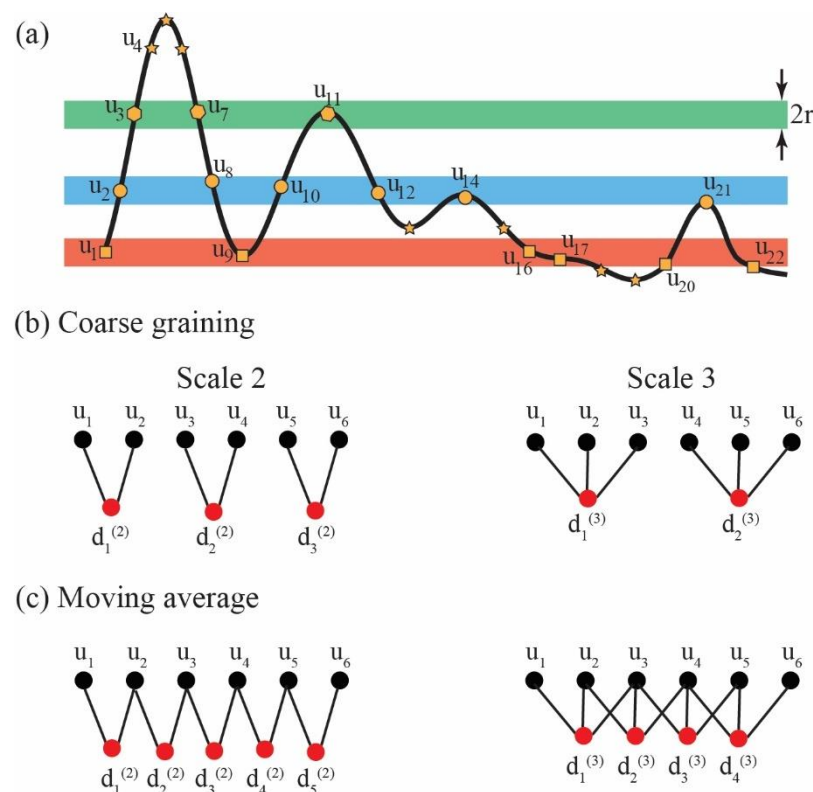 (a)
u₄
u₁₁
u₃
u₇
2r
u₈
u₂
u₁₀
u₁₂
u₁₄
u₂₁
u₁
u₉
u₁₆
u₁₇
u₂₀
u₂₂
(b) Coarse graining
Scale 2 Scale 3
u₁ u₂ u₃ u₄ u₅ u₆ u₁ u₂ u₃ u₄ u₅ u₆
d₁⁽²⁾ d₂⁽²⁾ d₃⁽²⁾ d₁⁽³⁾ d₂⁽³⁾
(c) Moving average
u₁ u₂ u₃ u₄ u₅ u₆ u₁ u₂ u₃ u₄ u₅ u₆
d₁⁽²⁾ d₂⁽²⁾ d₃⁽²⁾ d₄⁽²⁾ d₅⁽²⁾ d₁⁽³⁾ d₂⁽³⁾ d₃⁽³⁾ d₄⁽³⁾